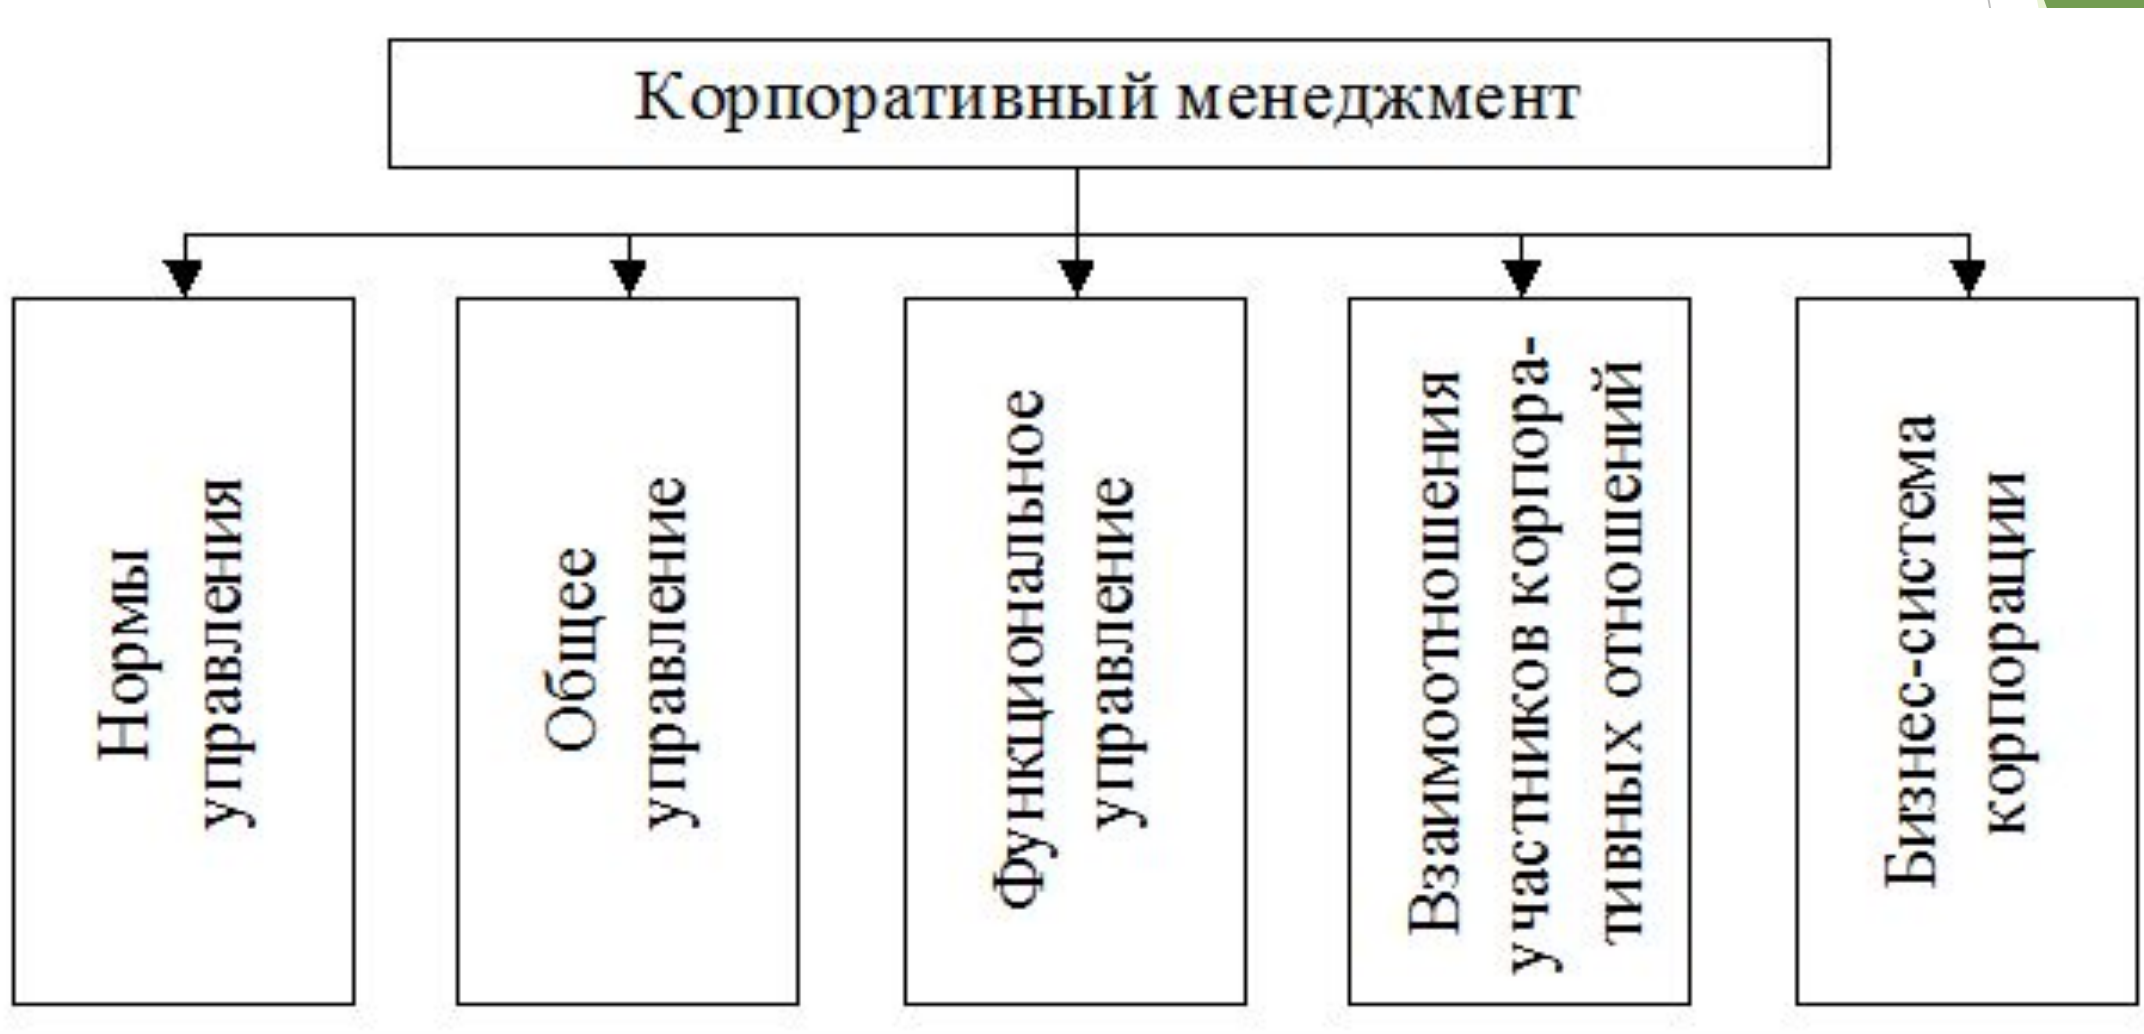 Корпоративный менеджмент
Нормы
управления
Общее
управление
Функциональное
управление
Взаимоотношения
участников корпора-
тивных отношений
Бизнес-система
корпорации